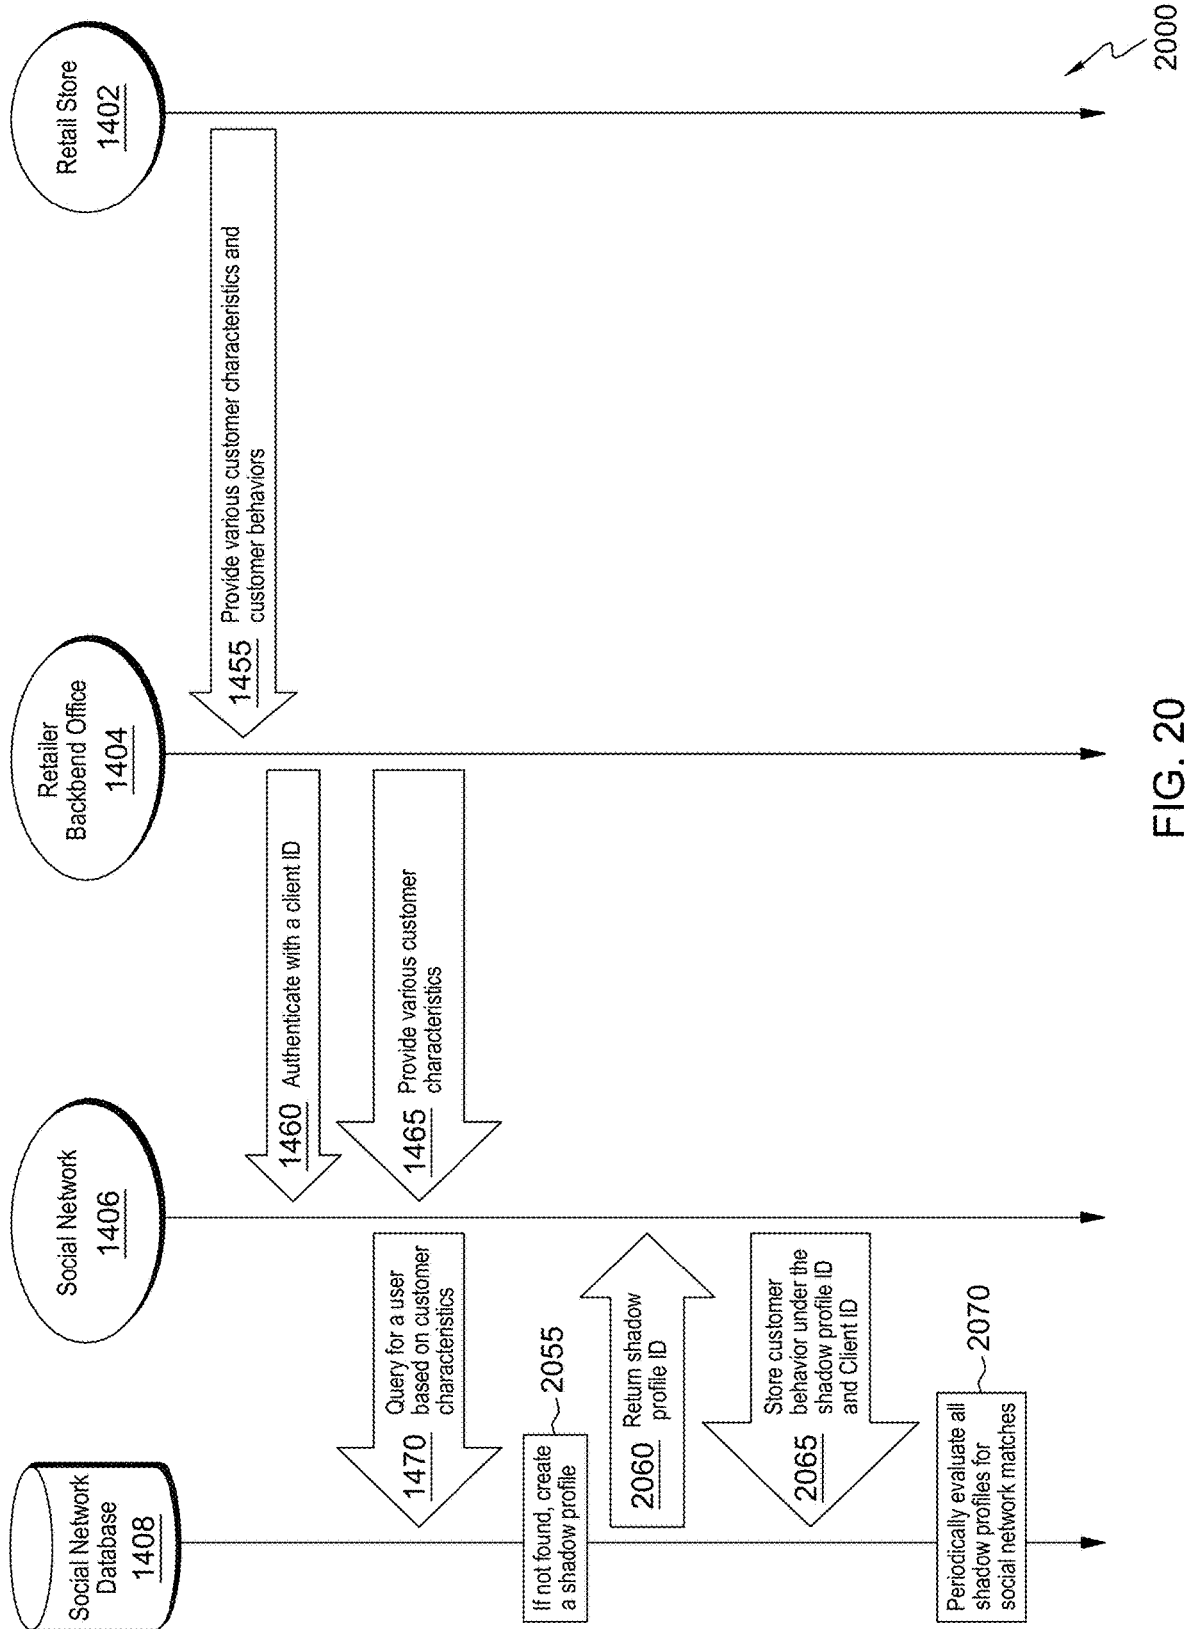 Social Network
Database
1408
Social Network
1406
Retailer
Backbend Office
1404
Retail Store
1402
1455 Provide various customer characteristics and
customer behaviors
1460 Authenticate with a client ID
1465 Provide various customer
characteristics
1470 Query for a user
based on customer
characteristics
If not found, create
a shadow profile
2055
2060 Return shadow
profile ID
2065 Store customer
behavior under the
shadow profile ID
and Client ID
Periodically evaluate all
shadow profiles for
social network matches
2070
2000
FIG. 20